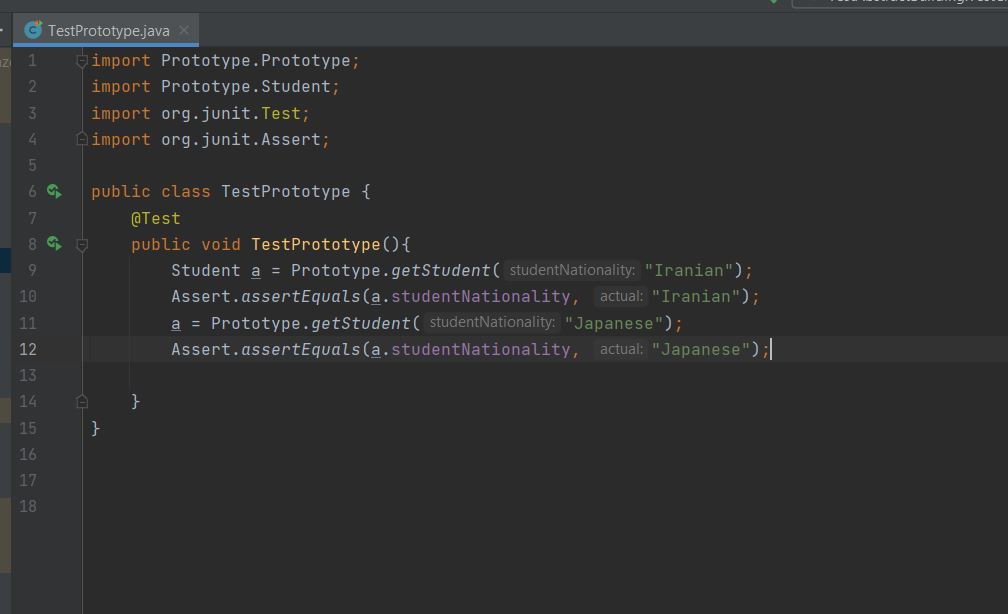 TestPrototype.java
1 import Prototype.Prototype;
2 import Prototype.Student;
3 import org.junit.Test;
4 import org.junit.Assert;
5
6 public class TestPrototype {
7 @Test
8 public void TestPrototype(){
9 Student a = Prototype.getStudent( studentNationality: "Iranian");
10 Assert.assertEquals(a.studentNationality, actual: "Iranian");
11 a = Prototype.getStudent( studentNationality: "Japanese");
12 Assert.assertEquals(a.studentNationality, actual: "Japanese");
13
14 }
15 }
16
17
18